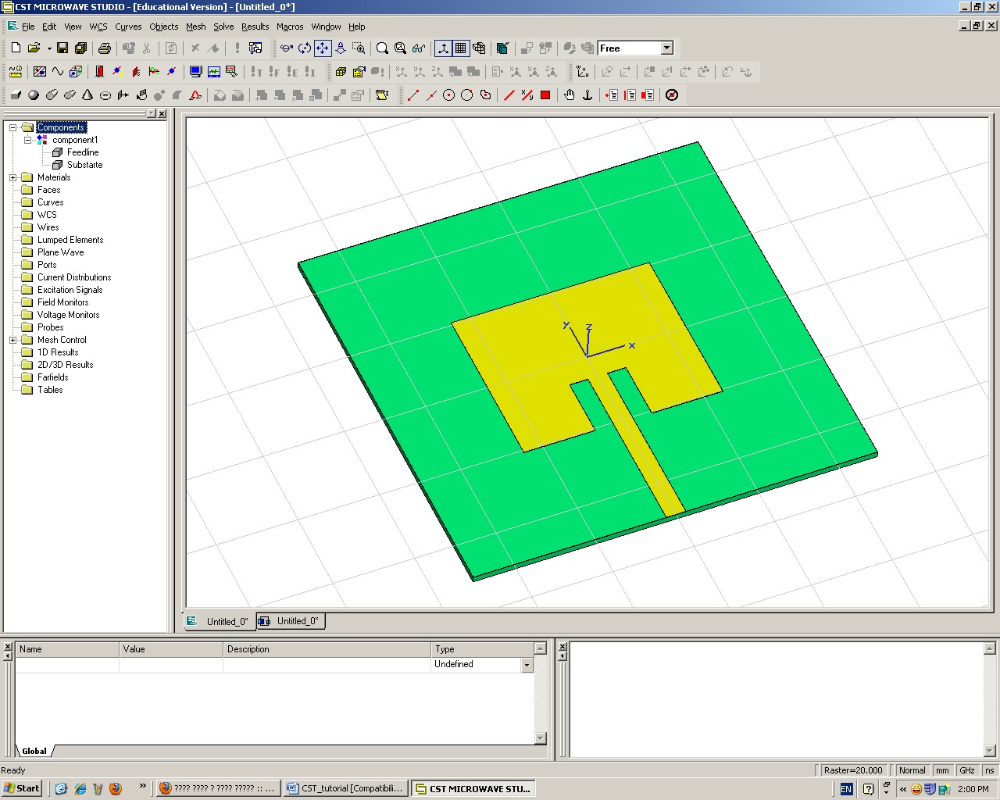 CST MICROWAVE STUDIO - [Educational Version] - [Untitled_0*]
File Edit View WCS Curves Objects Mesh Solve Results Macros Window Help
Free
Components
component1
Feedline
Substarte
Materials
Faces
Curves
WCS
Wires
Lumped Elements
Plane Wave
Ports
Current Distributions
Excitation Signals
Field Monitors
Voltage Monitors
Probes
Mesh Control
1D Results
2D/3D Results
Farfields
Tables
y z x
Untitled_0* Untitled_0*
Name Value Description Type
Undefined
Global
Ready Raster=20.000 Normal mm GHz ns
Start » ???? ???? ? ???? ????? :: ... CST_tutorial [Compatibili... CST MICROWAVE STU... EN « 2:00 PM